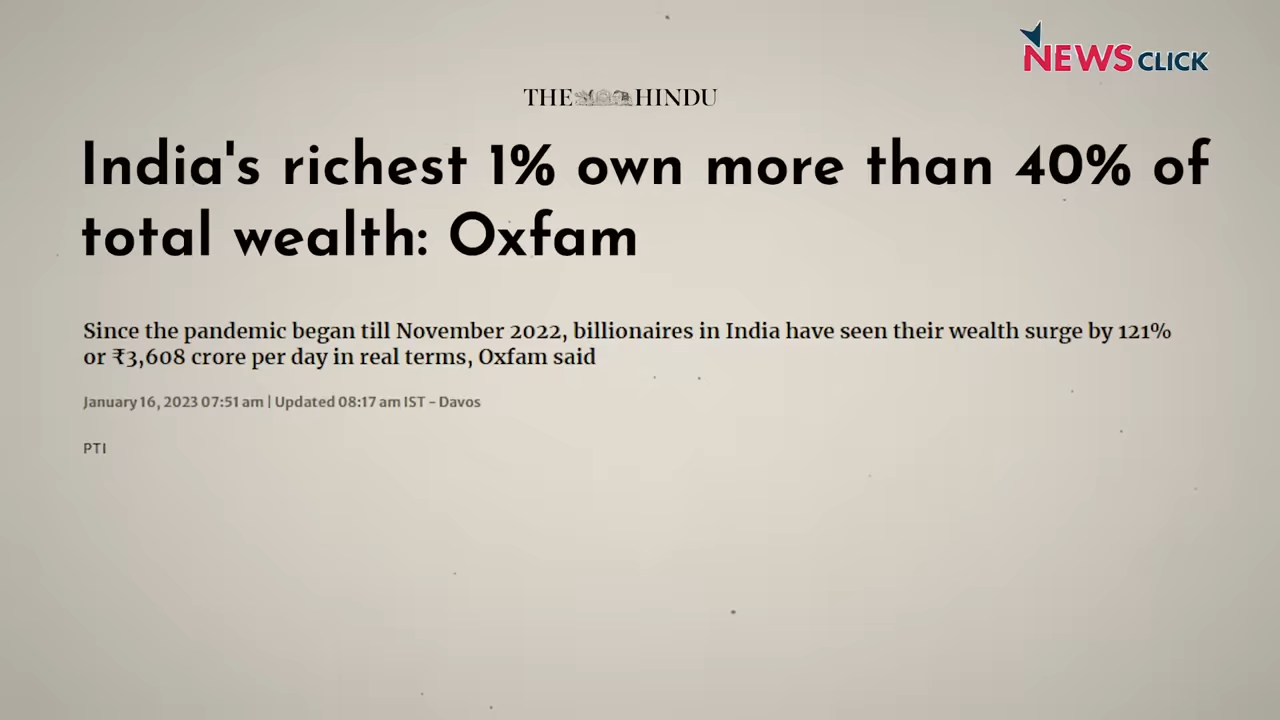 NEWSCLICK
THE HINDU
India's richest 1% own more than 40% of
total wealth: Oxfam
Since the pandemic began till November 2022, billionaires in India have seen their wealth surge by 121%
or ₹3,608 crore per day in real terms, Oxfam said
January 16, 2023 07:51 am | Updated 08:17 am IST - Davos
PTI